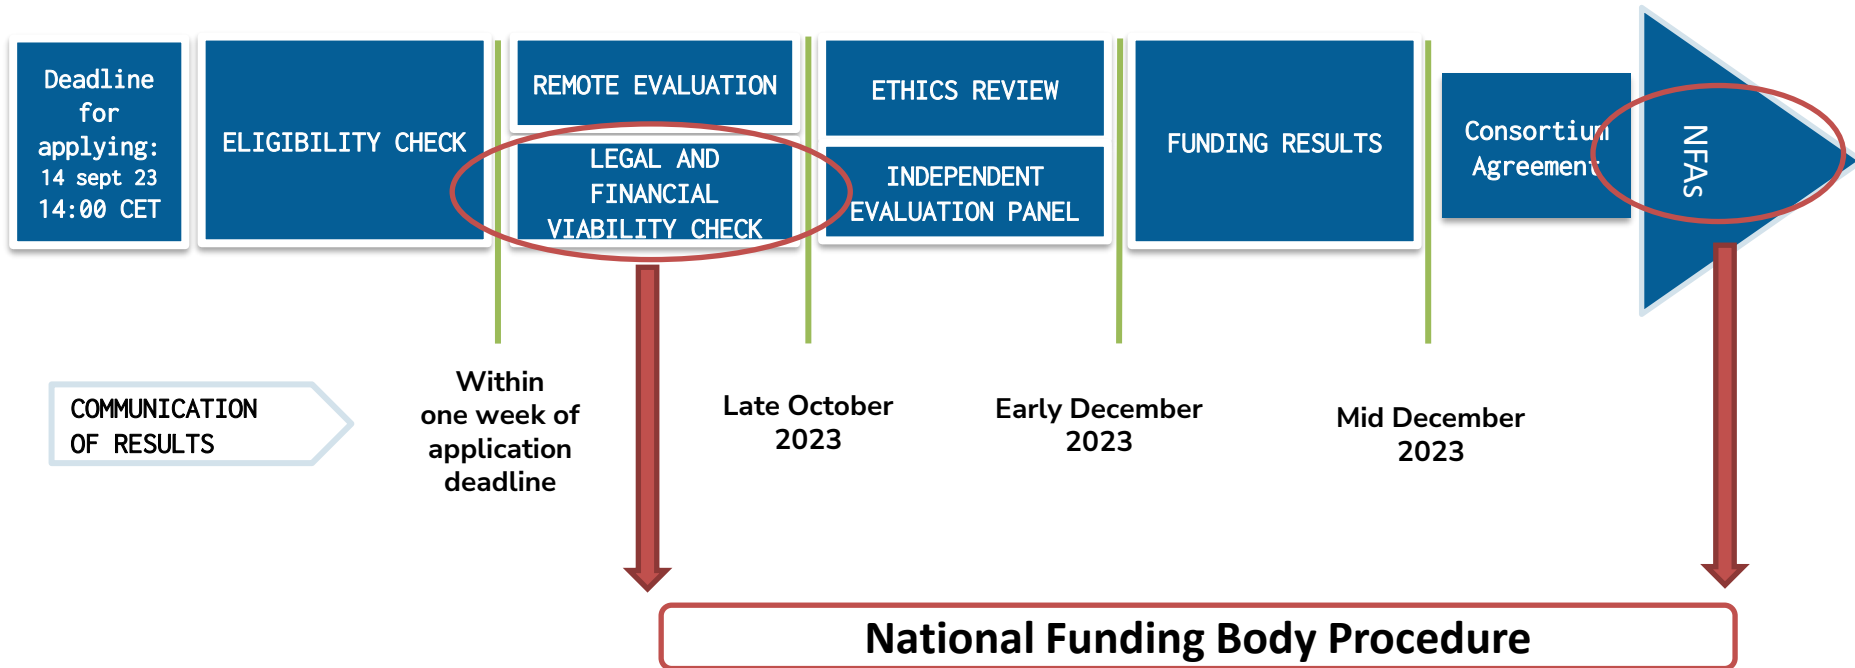 Deadline
for
applying:
14 sept 23
14:00 CET
ELIGIBILITY CHECK
REMOTE EVALUATION
LEGAL AND
FINANCIAL
VIABILITY CHECK
ETHICS REVIEW
INDEPENDENT
EVALUATION PANEL
FUNDING RESULTS
Consortium
Agreement
NFAs
COMMUNICATION
OF RESULTS
Within
one week of
application
deadline
Late October
2023
Early December
2023
Mid December
2023
National Funding Body Procedure